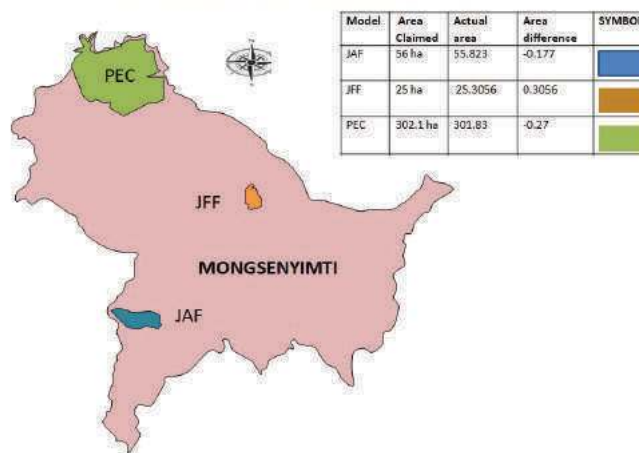 Model Area Claimed Actual area Area difference SYMBOL
JAF 56 ha 55.823 -0.177
JFF 25 ha 25.3056 0.3056
PEC 302.1 ha 301.83 -0.27
PEC
JFF
MONGSENYIMTI
JAF